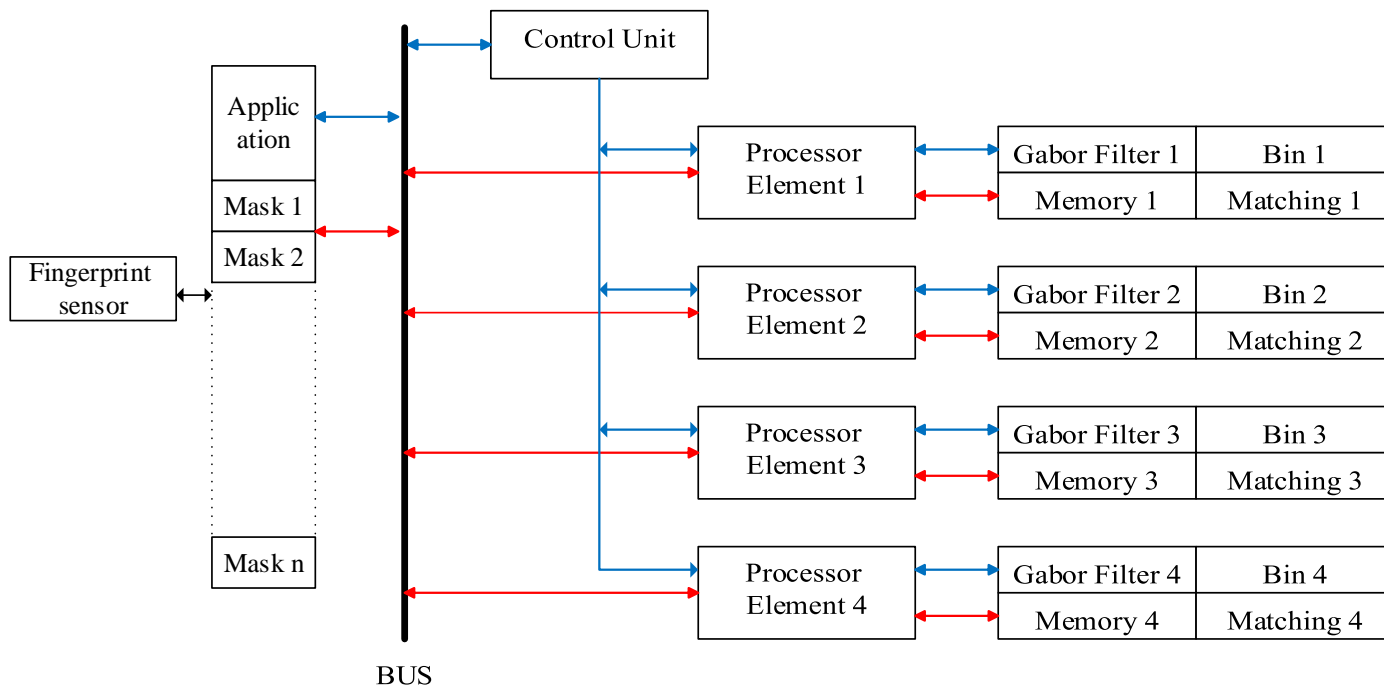 Control Unit
Applic
ation
Mask 1
Mask 2
Fingerprint
sensor
Mask n
BUS
Processor
Element 1
Gabor Filter 1
Bin 1
Memory 1
Matching 1
Processor
Element 2
Gabor Filter 2
Bin 2
Memory 2
Matching 2
Processor
Element 3
Gabor Filter 3
Bin 3
Memory 3
Matching 3
Processor
Element 4
Gabor Filter 4
Bin 4
Memory 4
Matching 4